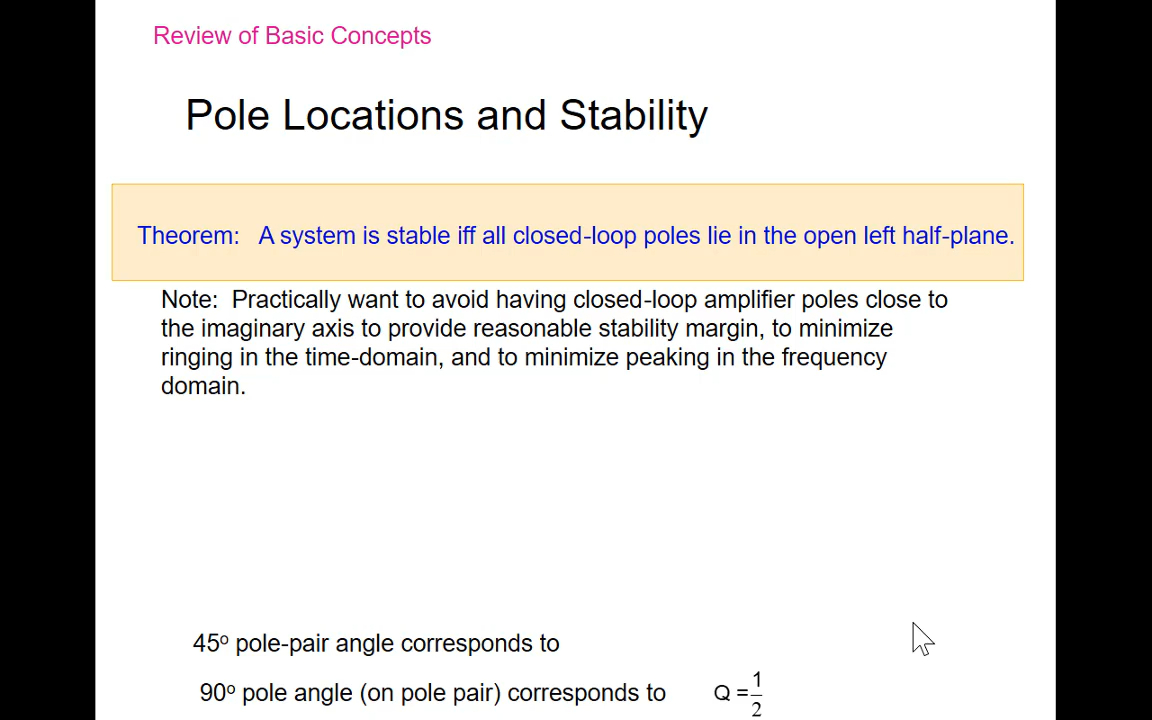 Review of Basic Concepts
Pole Locations and Stability
Theorem: A system is stable iff all closed-loop poles lie in the open left half-plane.
Note: Practically want to avoid having closed-loop amplifier poles close to
the imaginary axis to provide reasonable stability margin, to minimize
ringing in the time-domain, and to minimize peaking in the frequency
domain.
45º pole-pair angle corresponds to
90º pole angle (on pole pair) corresponds to Q = 1/2